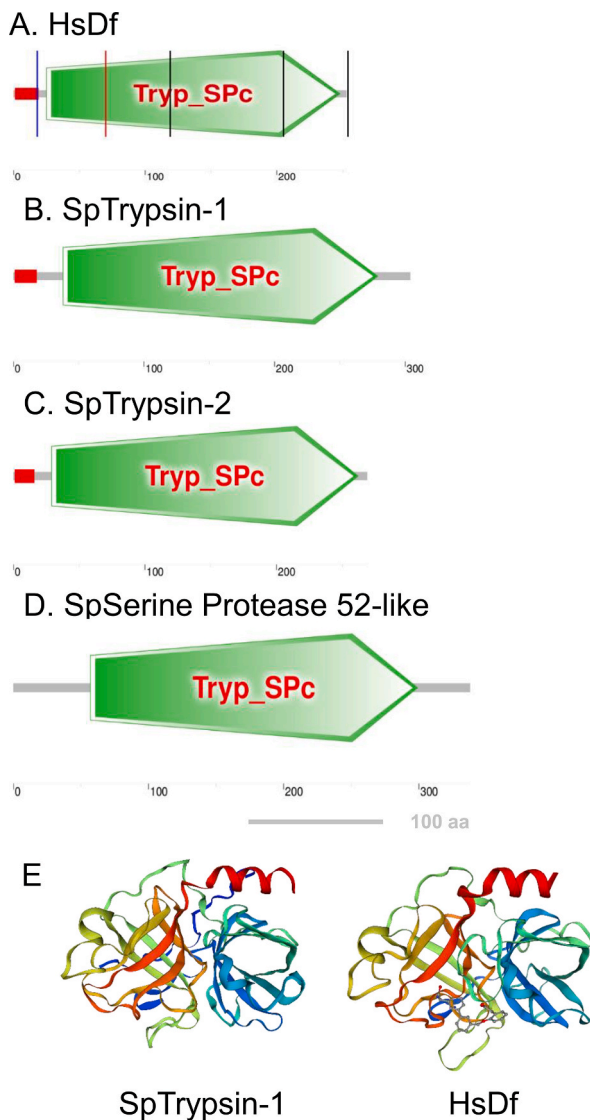 A. HsDf
Tryp_SPc
0 100 200
B. SpTrypsin-1
Tryp_SPc
0 100 200 300
C. SpTrypsin-2
Tryp_SPc
0 100 200
D. SpSerine Protease 52-like
Tryp_SPc
0 100 200 300
100 aa
E
SpTrypsin-1 HsDf